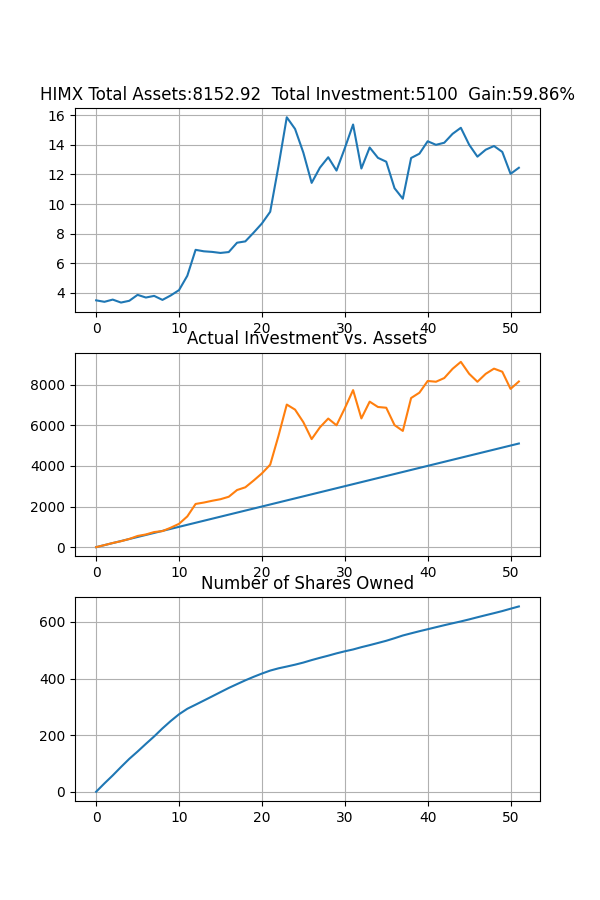 HIMX Total Assets:8152.92  Total Investment:5100  Gain:59.86%
16
14
12
10
8
6
4
0 10 20 30 40 50
Actual Investment vs. Assets
8000
6000
4000
2000
0
0 10 20 30 40 50
Number of Shares Owned
600
400
200
0
0 10 20 30 40 50